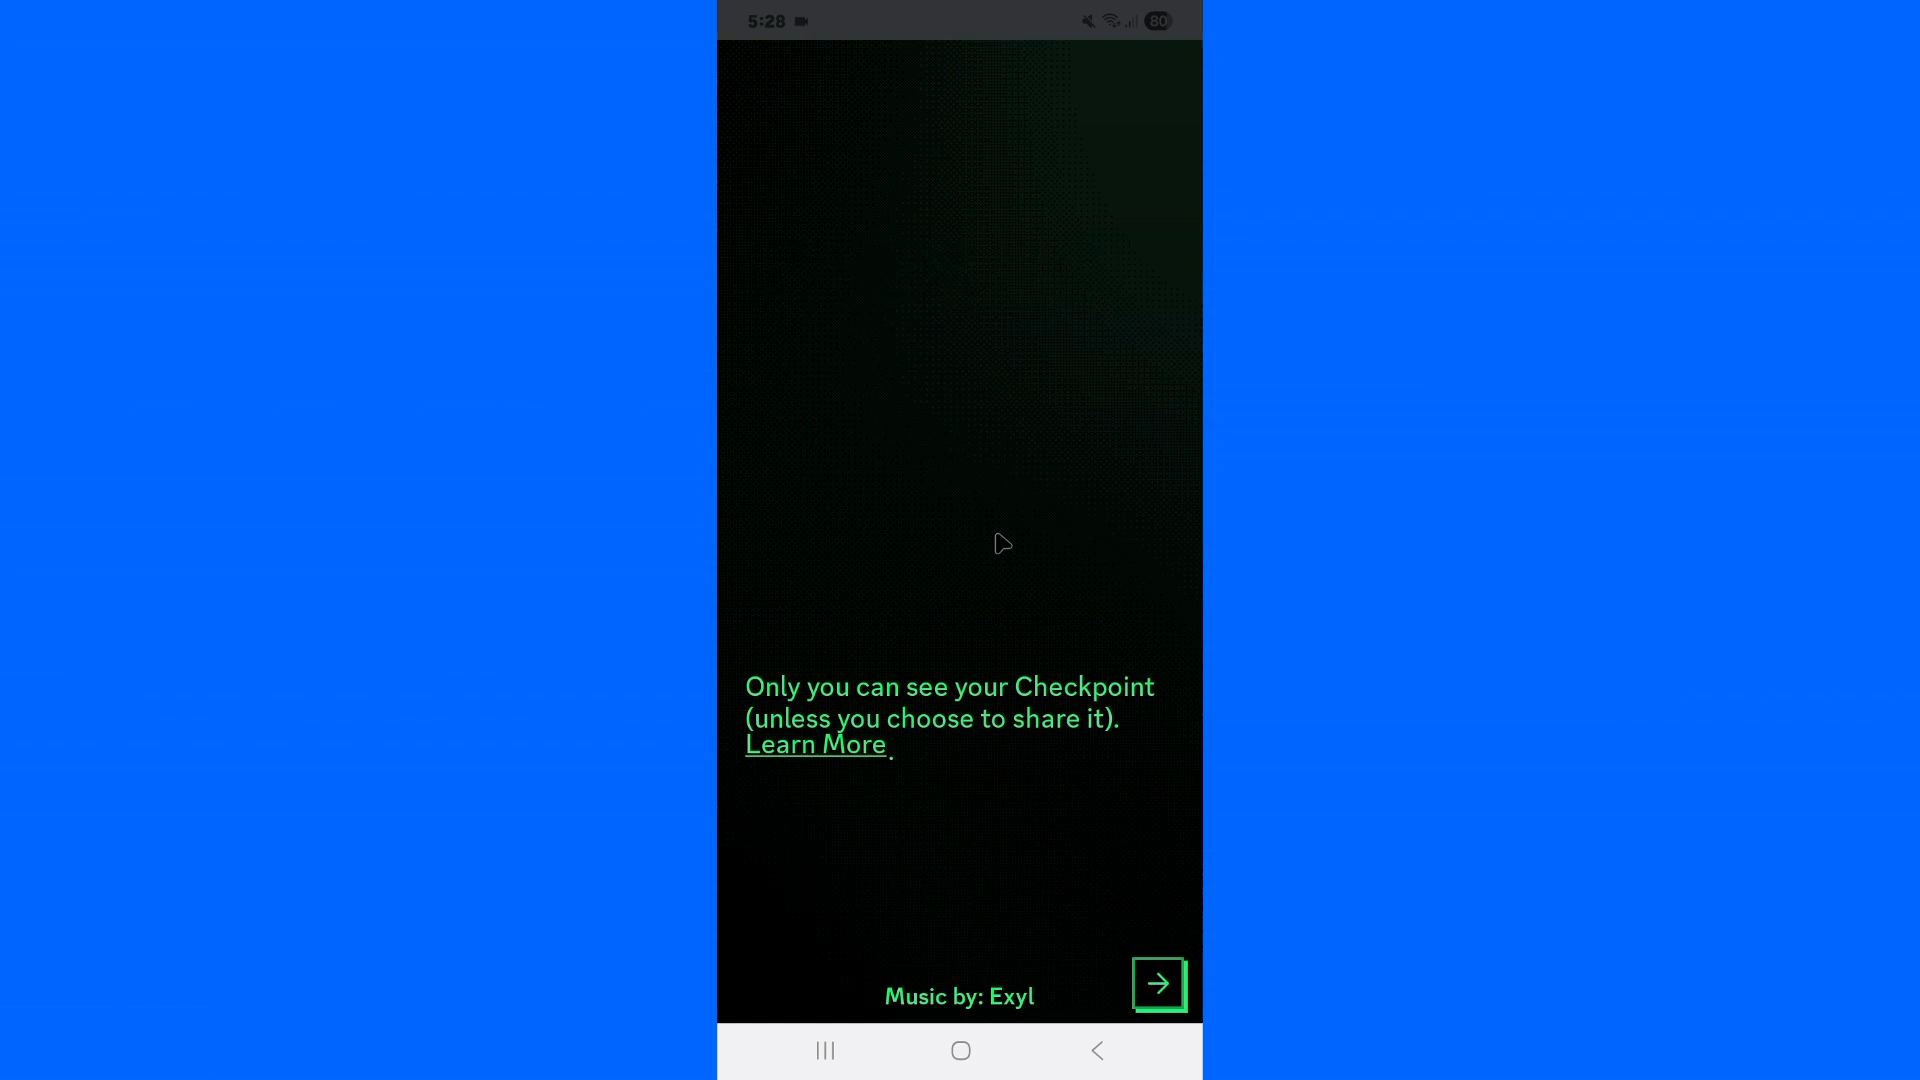 5:28
80
Only you can see your Checkpoint
(unless you choose to share it).
Learn More.
Music by: Exyl